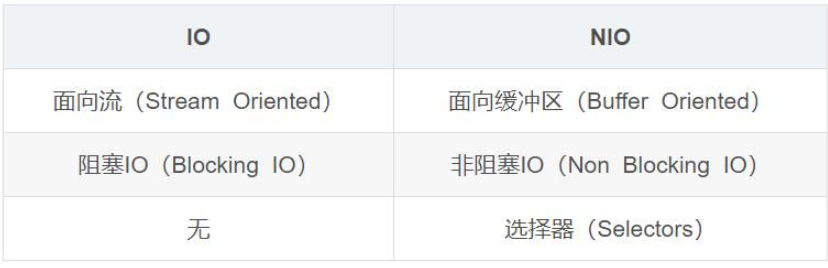 IO NIO
面向流（Stream Oriented） 面向缓冲区（Buffer Oriented）
阻塞IO（Blocking IO） 非阻塞IO（Non Blocking IO）
无 选择器（Selectors）